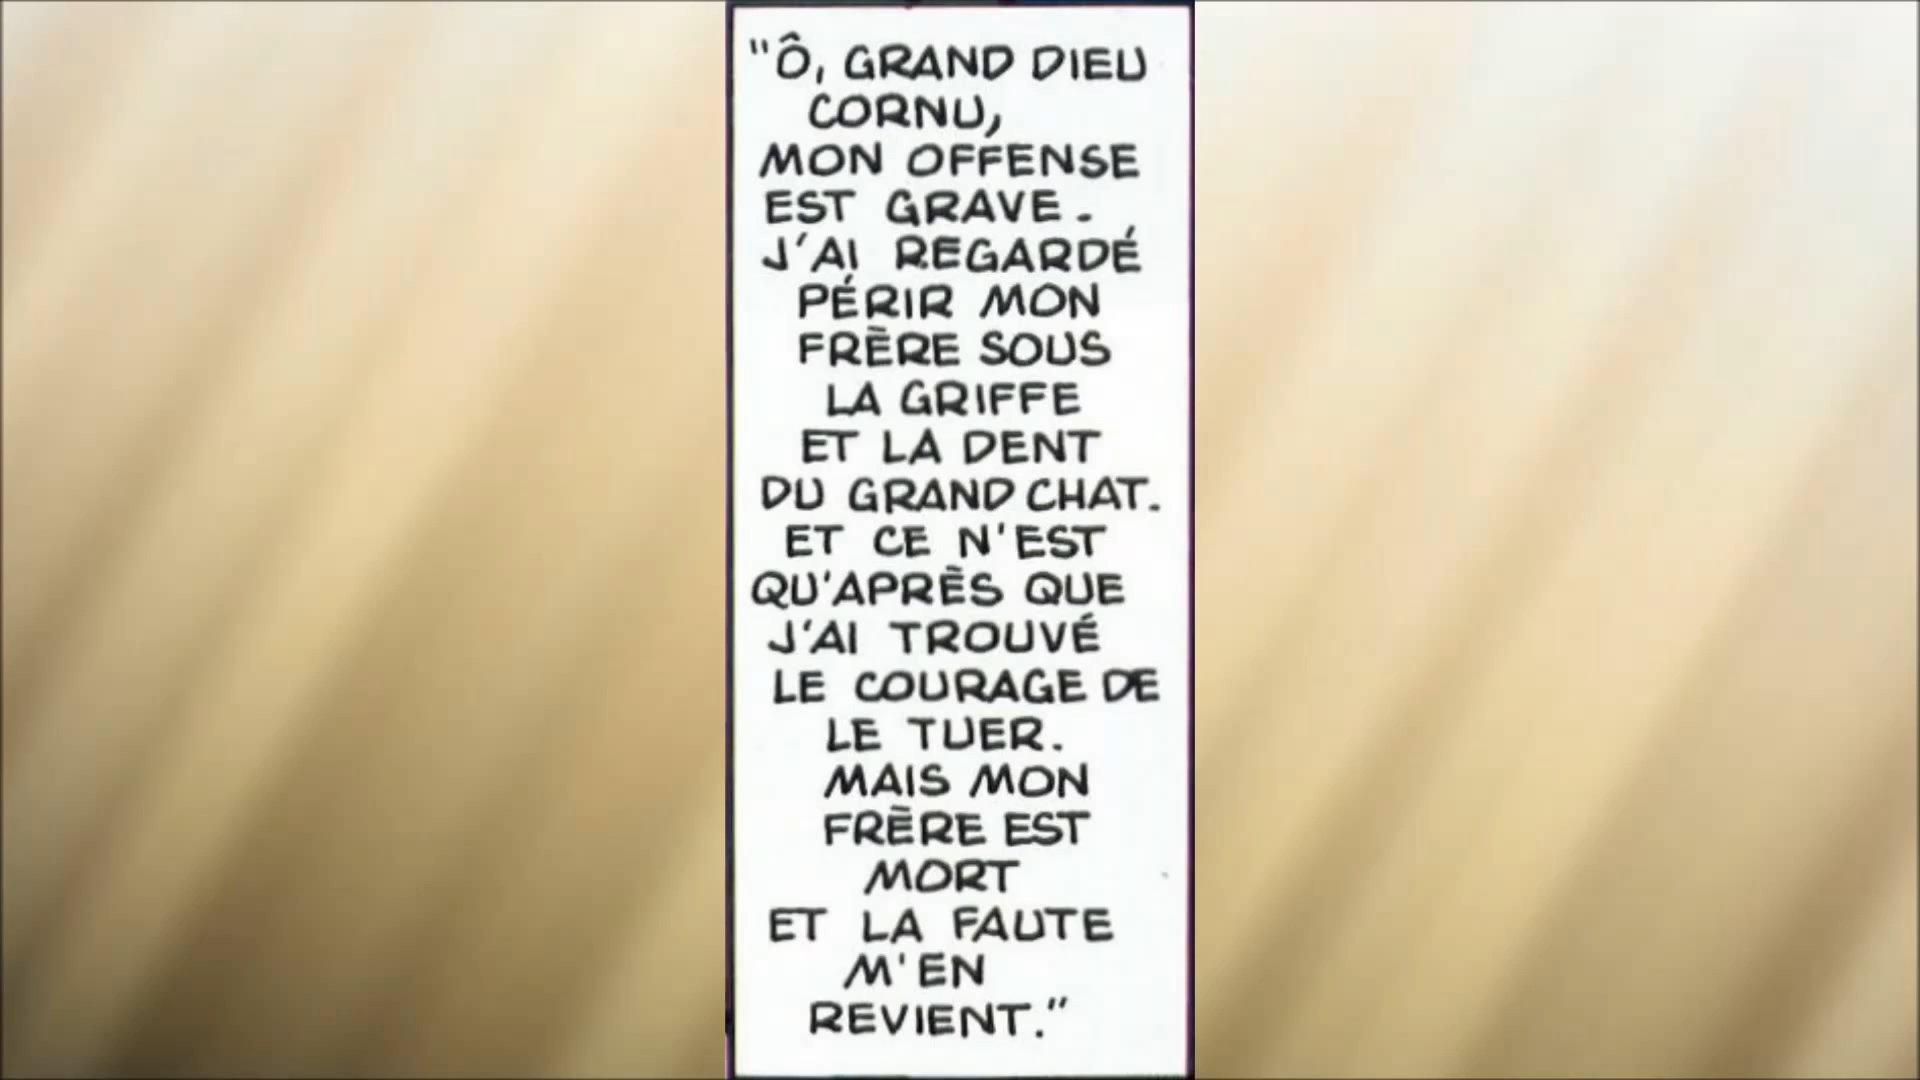 "Ô, GRAND DIEU
CORNU,
MON OFFENSE
EST GRAVE.
J'AI REGARDÉ
PÉRIR MON
FRÈRE SOUS
LA GRIFFE
ET LA DENT
DU GRAND CHAT.
ET CE N'EST
QU'APRÈS QUE
J'AI TROUVÉ
LE COURAGE DE
LE TUER.
MAIS MON
FRÈRE EST
MORT
ET LA FAUTE
M'EN
REVIENT."